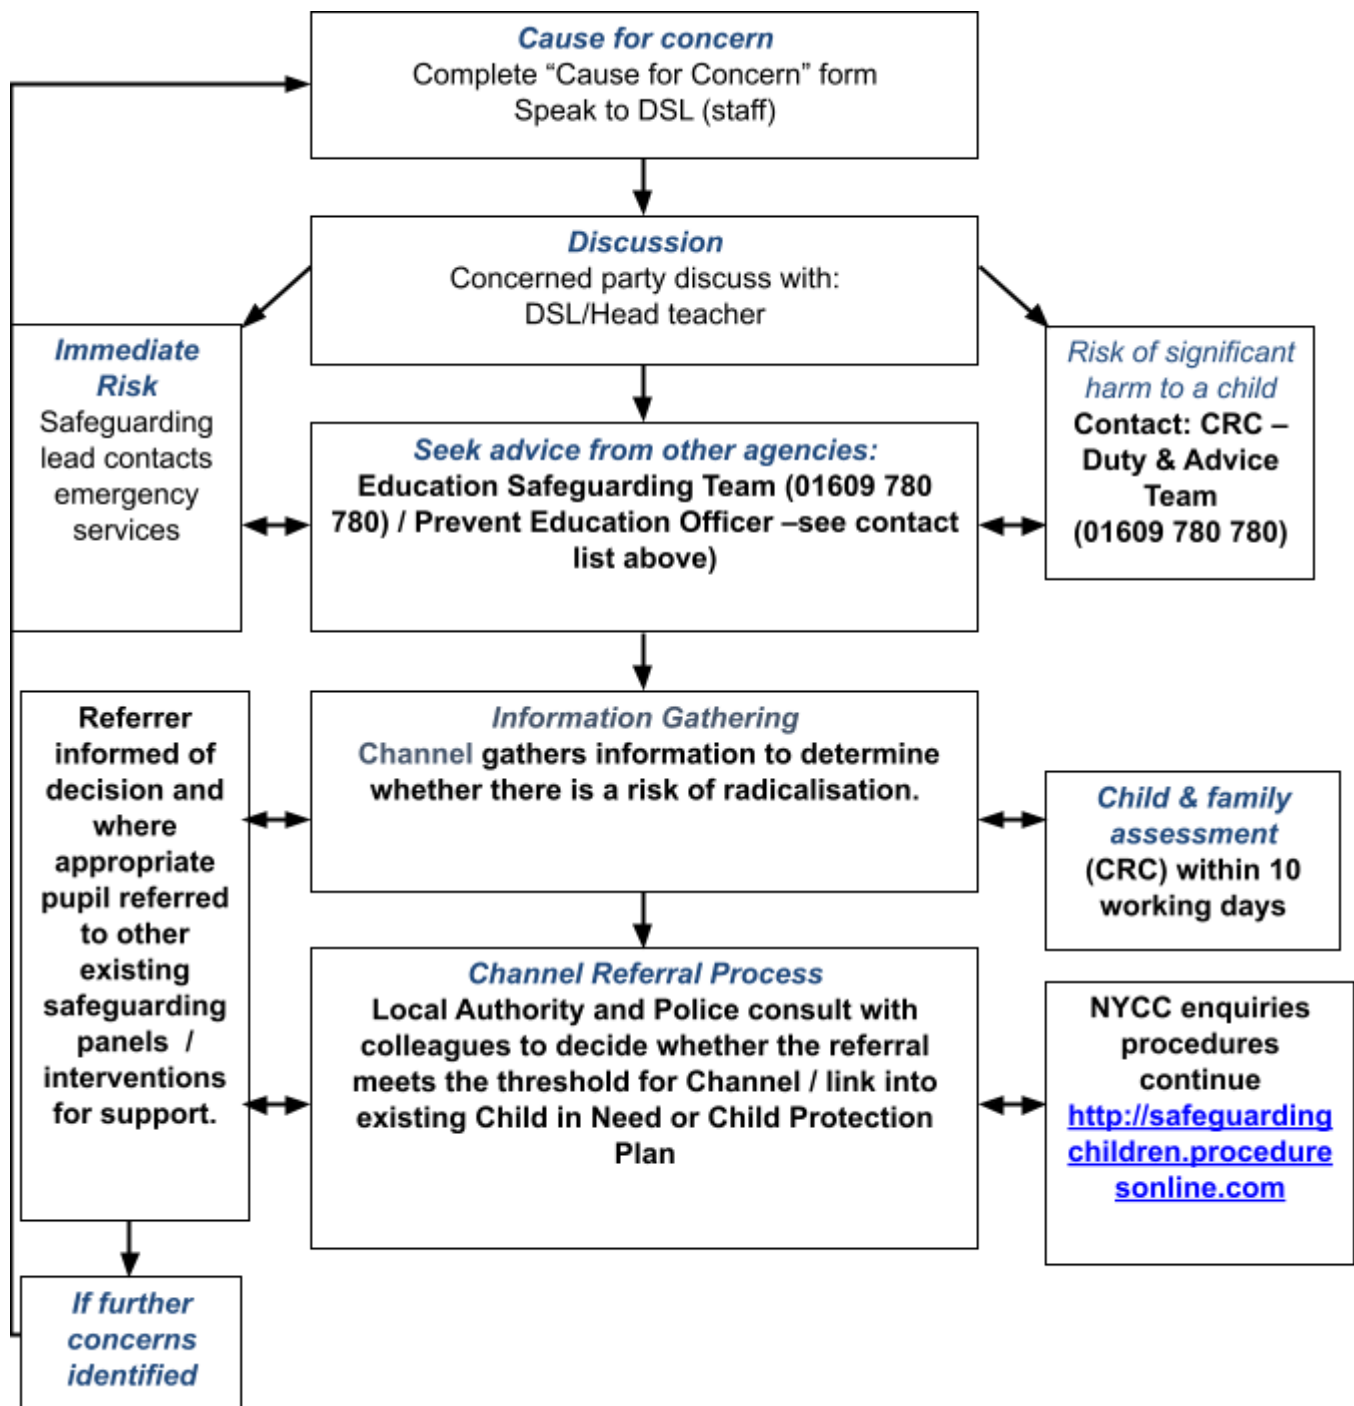 Cause for concern
Complete “Cause for Concern” form
Speak to DSL (staff)
Discussion
Concerned party discuss with:
DSL/Head teacher
Immediate
Risk
Safeguarding
lead contacts
emergency
services
Risk of significant
harm to a child
Contact: CRC –
Duty & Advice
Team
(01609 780 780)
Seek advice from other agencies:
Education Safeguarding Team (01609 780
780) / Prevent Education Officer –see contact
list above)
Referrer
informed of
decision and
where
appropriate
pupil referred
to other
existing
safeguarding
panels /
interventions
for support.
Information Gathering
Channel gathers information to determine
whether there is a risk of radicalisation.
Child & family
assessment
(CRC) within 10
working days
Channel Referral Process
Local Authority and Police consult with
colleagues to decide whether the referral
meets the threshold for Channel / link into
existing Child in Need or Child Protection
Plan
NYCC enquiries
procedures
continue
http://safeguarding
children.procedure
sonline.com
If further
concerns
identified